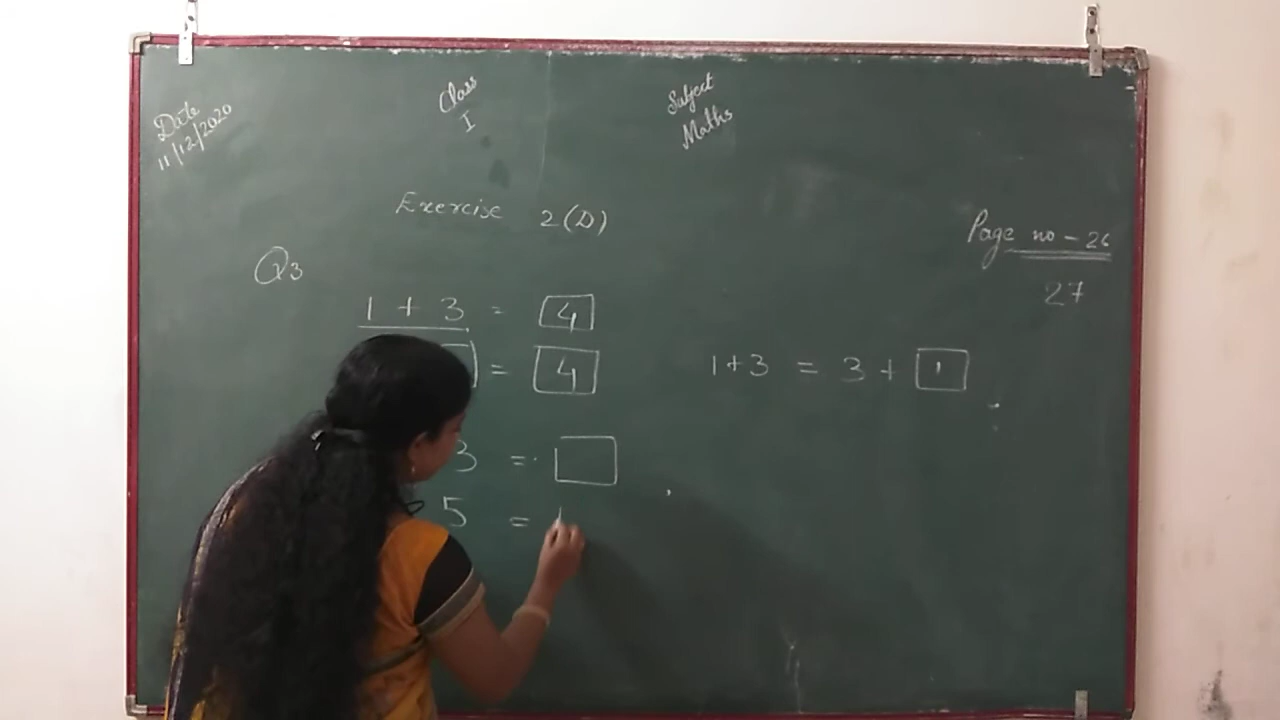 Date
11/12/2020
Class
I
Subject
Maths
Exercise 2(D)
Page no - 26
27
Q3
1 + 3 = 4
= 4
1+3 = 3 + 1
3 =
5 =